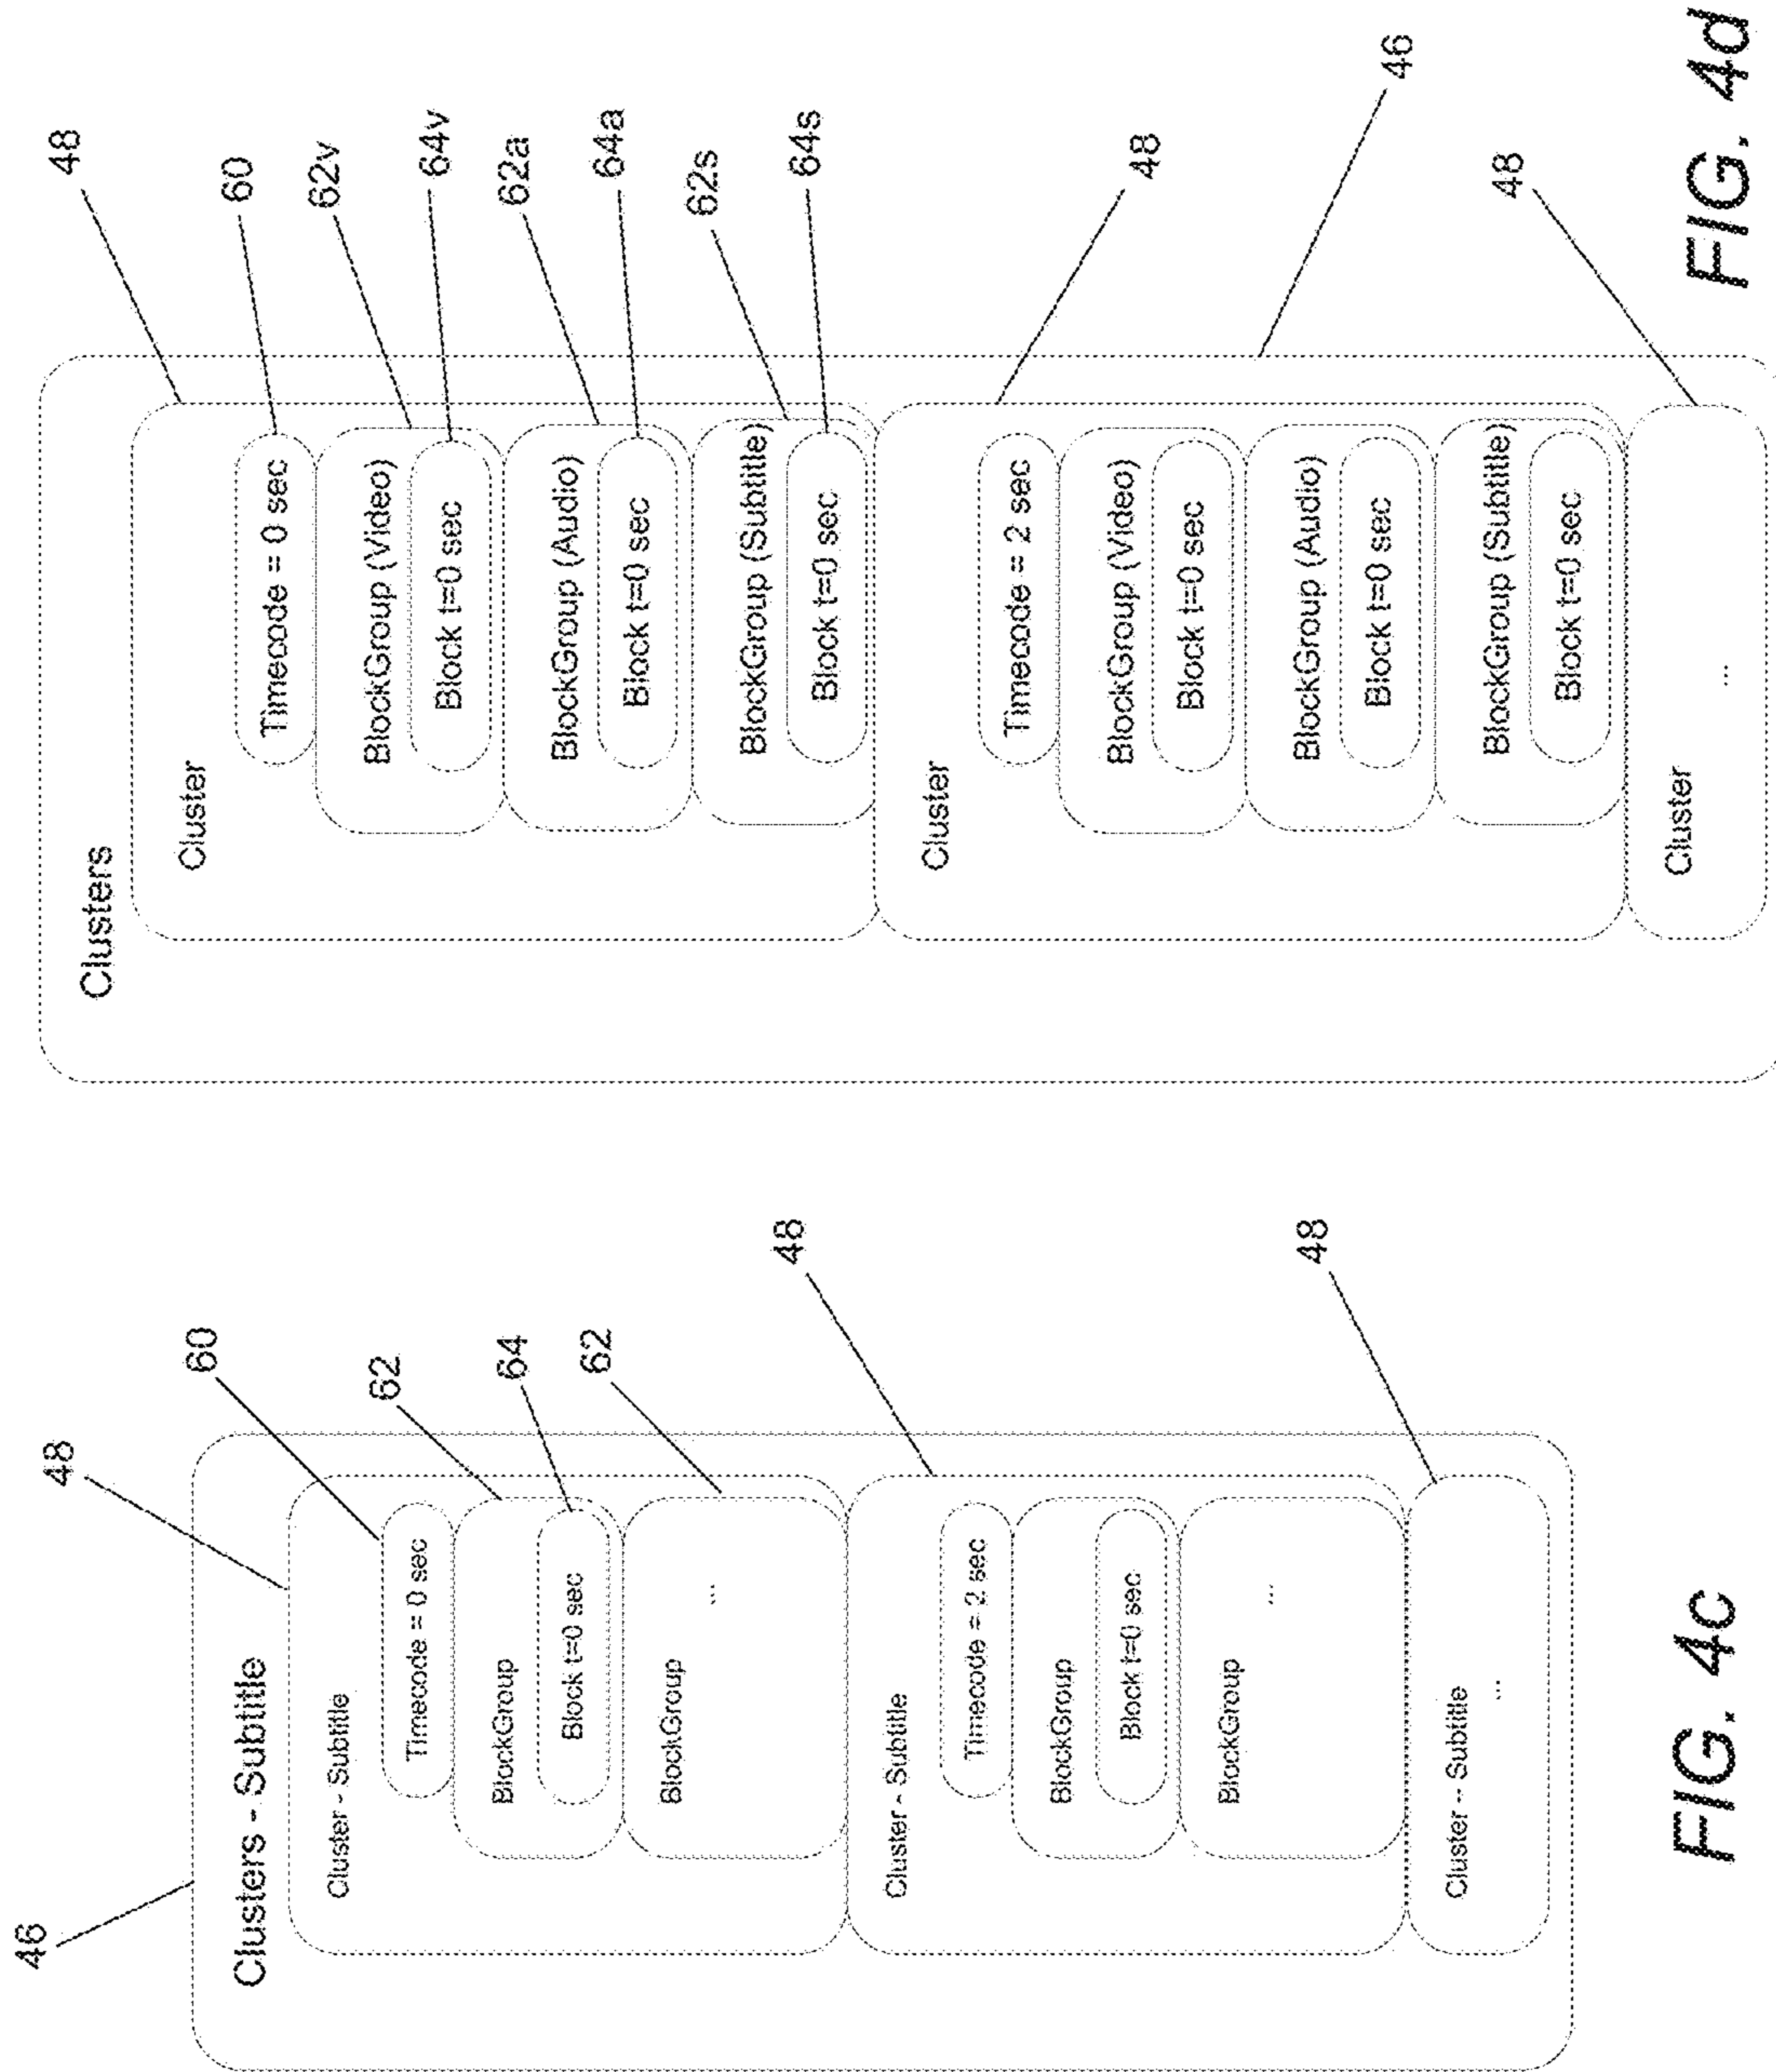 46
48
60
62
64
62
48
48
Clusters - Subtitle
Cluster - Subtitle
Timecode = 0 sec
BlockGroup
Block t=0 sec
BlockGroup
...
Cluster - Subtitle
Timecode = 2 sec
BlockGroup
Block t=0 sec
BlockGroup
...
Cluster -- Subtitle
...
FIG. 4c
48
60
62v
64v
62a
64a
62s
64s
48
46
48
Clusters
Cluster
Timecode = 0 sec
BlockGroup (Video)
Block t=0 sec
BlockGroup (Audio)
Block t=0 sec
BlockGroup (Subtitle)
Block t=0 sec
Cluster
Timecode = 2 sec
BlockGroup (Video)
Block t=0 sec
BlockGroup (Audio)
Block t=0 sec
BlockGroup (Subtitle)
Block t=0 sec
Cluster
...
FIG. 4d